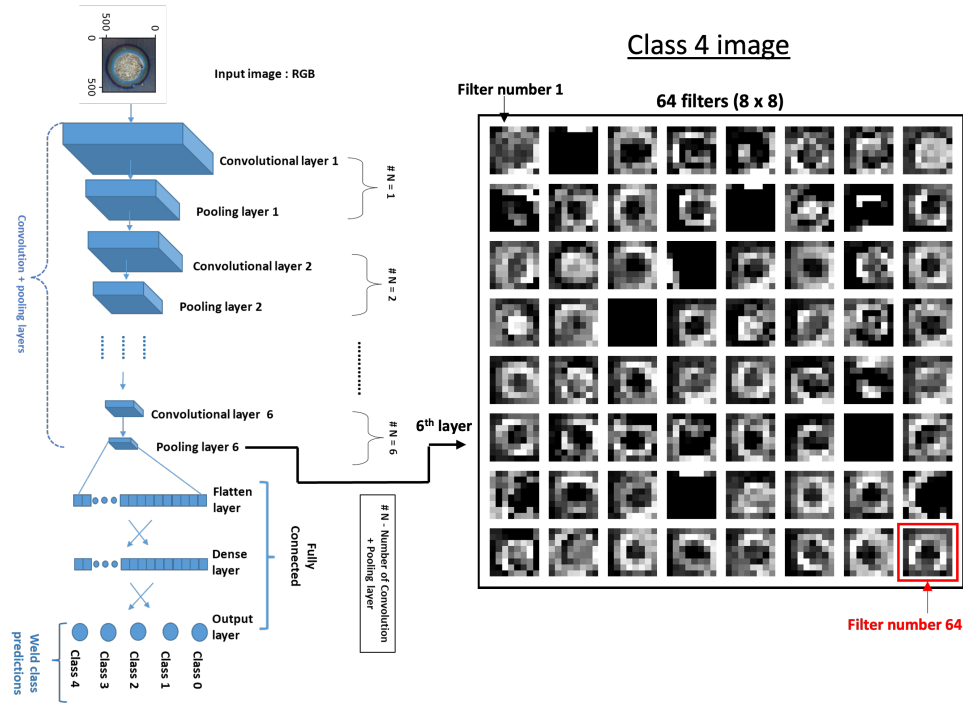 500
0
0
500
Input image : RGB
Convolutional layer 1
Pooling layer 1
# N = 1
Convolutional layer 2
Pooling layer 2
# N = 2
Convolution + pooling layers
Convolutional layer 6
Pooling layer 6
# N = 6
Flatten
layer
Dense
layer
Output
layer
Fully
Connected
# N - Number of Convolution
+ Pooling layer
Weld class
predictions
Class 4
Class 3
Class 2
Class 1
Class 0
Class 4 image
Filter number 1
64 filters (8 x 8)
6th layer
Filter number 64